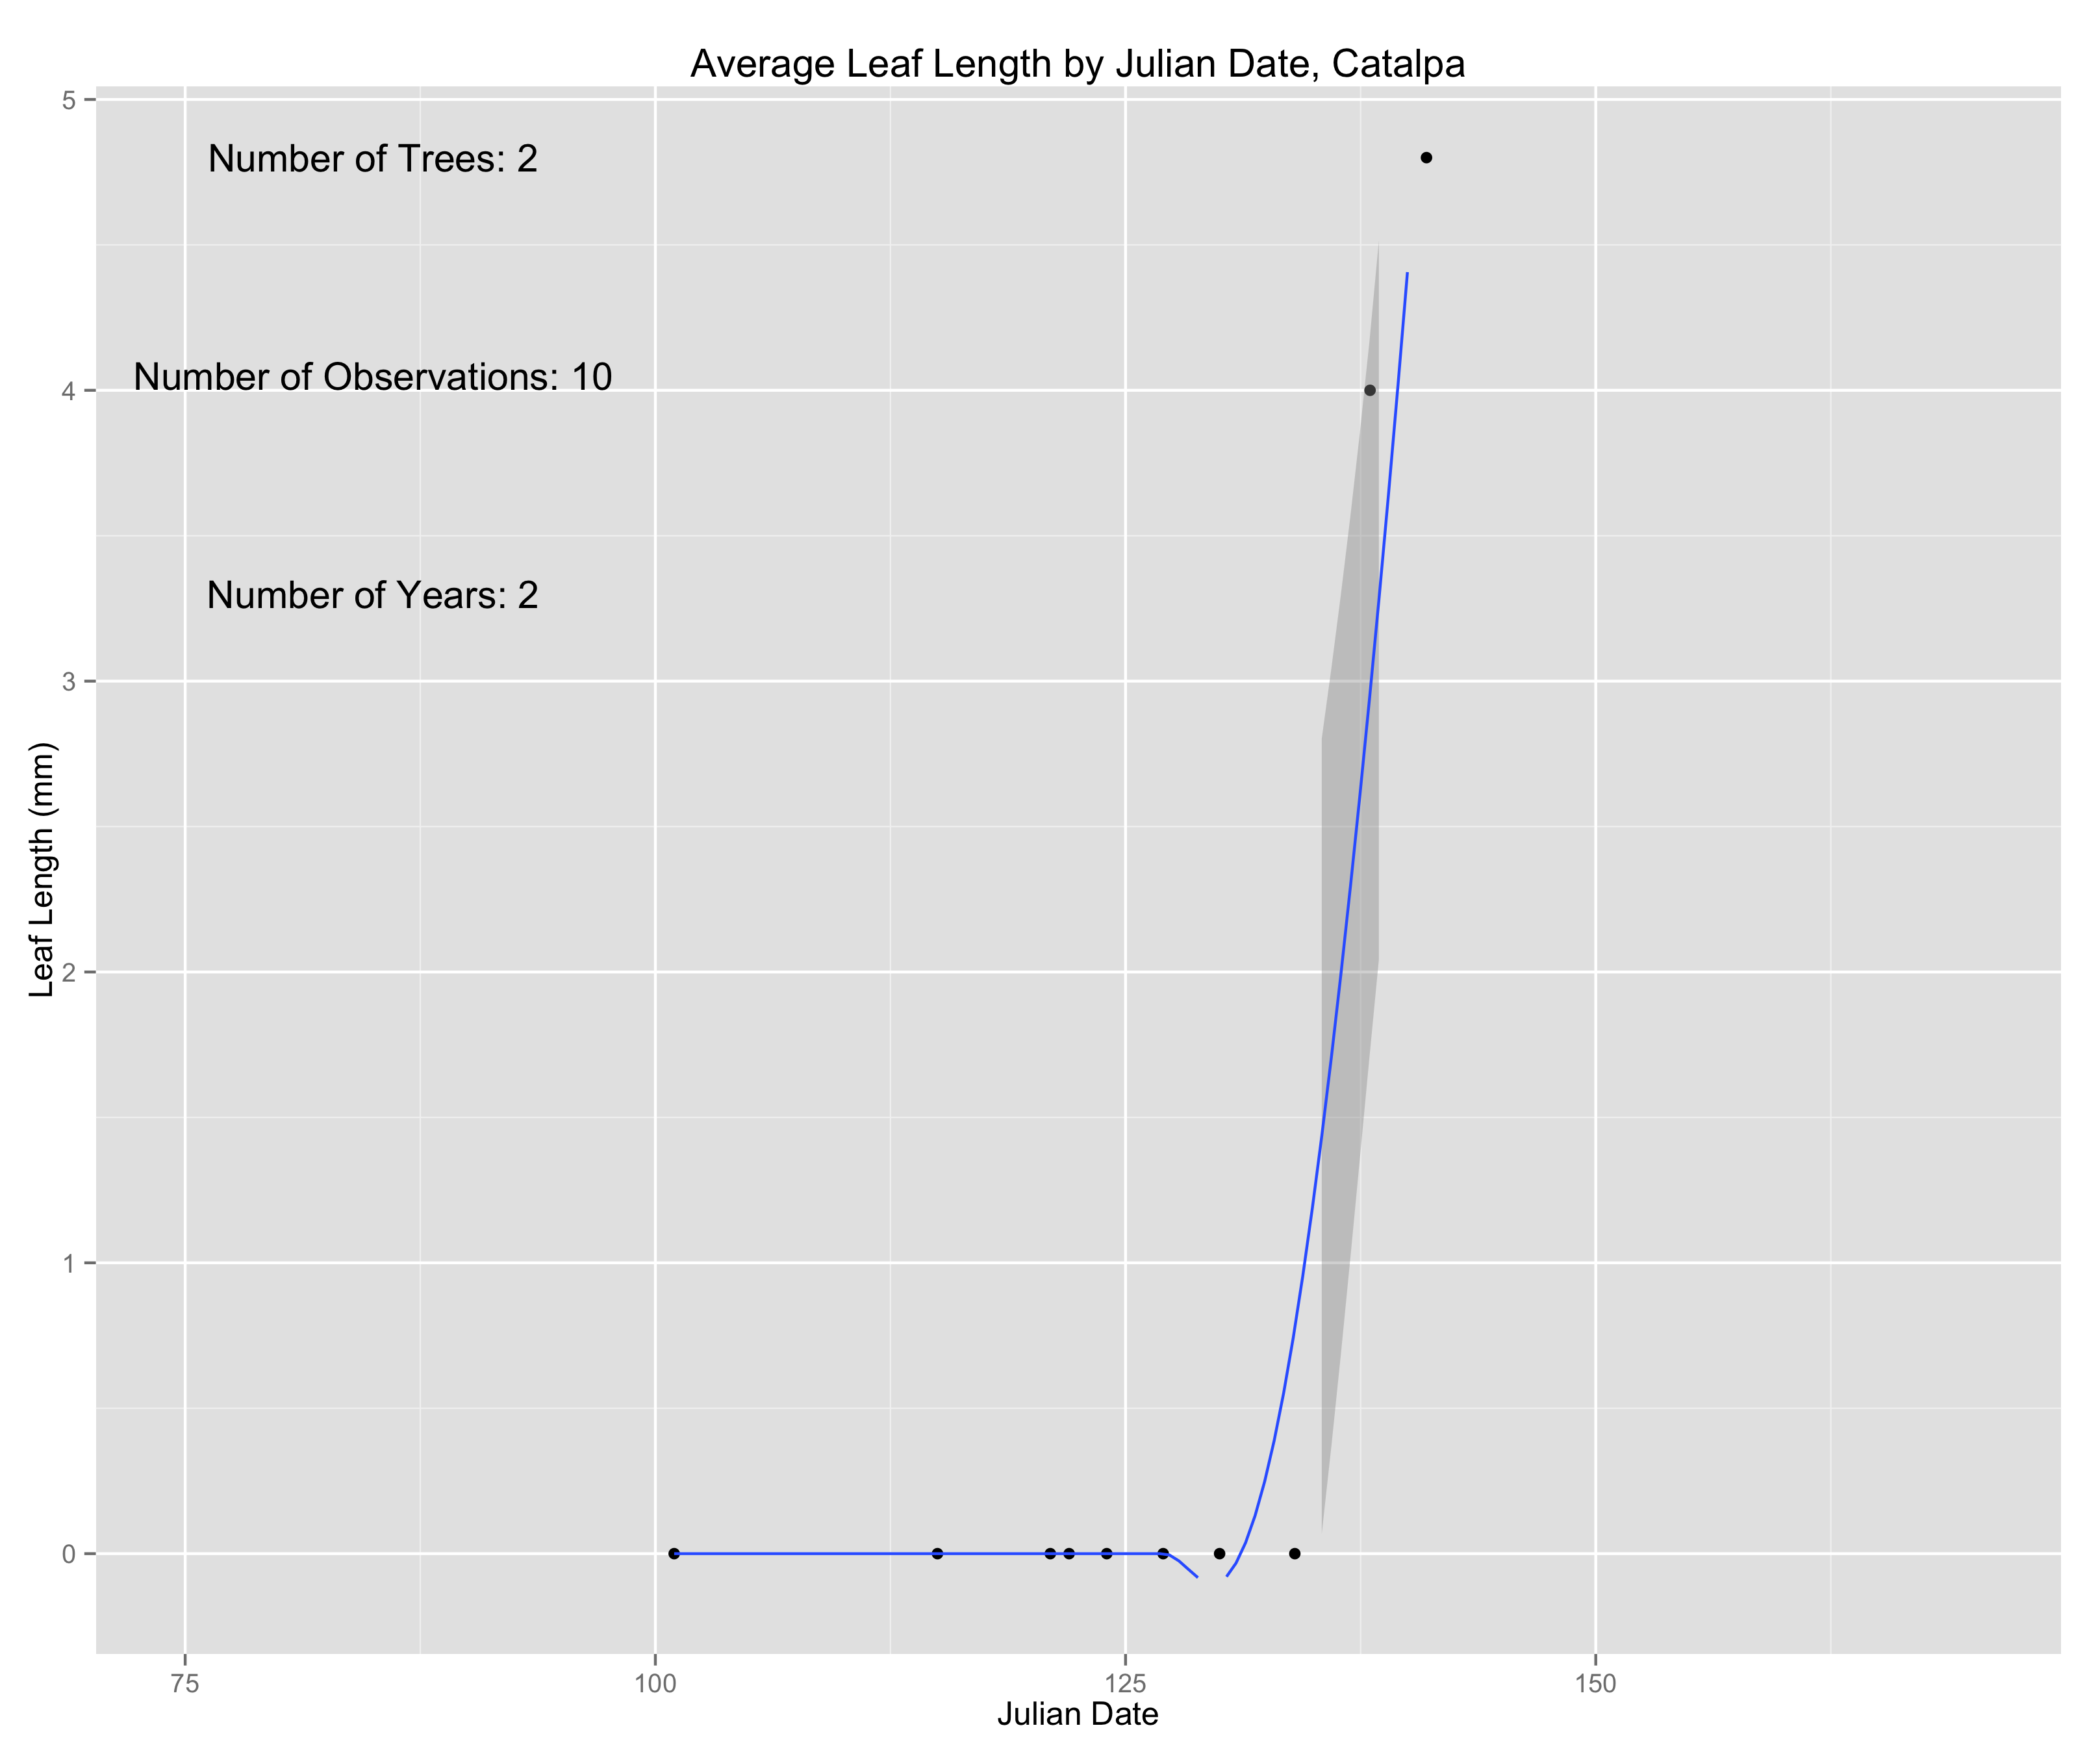 Average Leaf Length by Julian Date, Catalpa
5
Number of Trees: 2
4
Number of Observations: 10
Number of Years: 2
3
Leaf Length (mm)
2
1
0
75 100 125 150
Julian Date